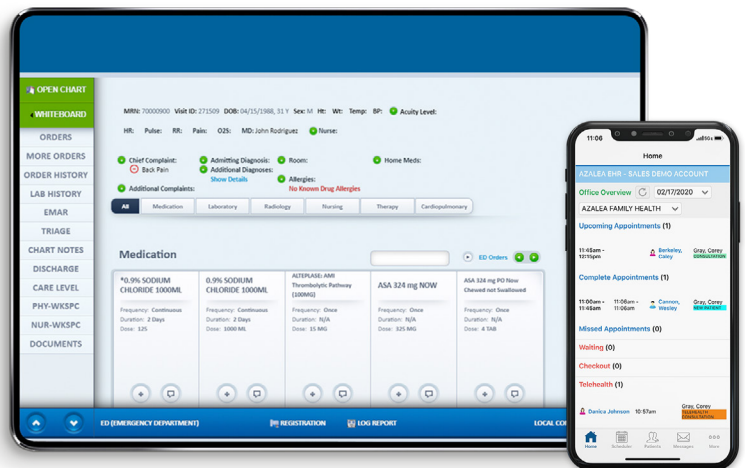 OPEN CHART
WHITEBOARD
ORDERS
MORE ORDERS
ORDER HISTORY
LAB HISTORY
EMAR
TRIAGE
CHART NOTES
DISCHARGE
CARE LEVEL
PHY-WKSPC
NUR-WKSPC
DOCUMENTS
MRN: 70000900 Visit ID: 271509 DOB: 04/15/1988, 31 Y Sex: M Ht: Wt: Temp: BP: Acuity Level:
HR: Pulse: RR: Pain: O2S: MD: John Rodriguez Nurse:
Chief Complaint: Admitting Diagnosis: Room: Home Meds:
Back Pain Additional Diagnoses:
Show Details Allergies:
Additional Complaints: No Known Drug Allergies
All Medication Laboratory Radiology Nursing Therapy Cardiopulmonary
Medication ED Orders
*0.9% SODIUM
CHLORIDE 1000ML
Frequency: Continuous
Duration: 2 Days
Dose: 125
0.9% SODIUM
CHLORIDE 1000ML
Frequency: Continuous
Duration: 2 Days
Dose: 1000 ML
ALTEPLASE: AMI
Thrombolytic Pathway
(100MG)
Frequency: Once
Duration: N/A
Dose: 15 MG
ASA 324 mg NOW
Frequency: Once
Duration: N/A
Dose: 325 MG
ASA 324 mg PO Now
Chewed not Swallowed
Frequency: Once
Duration: N/A
Dose: 4 TAB
ED (EMERGENCY DEPARTMENT) REGISTRATION LOG REPORT LOCAL
11:06
Home
AZALEA EHR - SALES DEMO ACCOUNT
Office Overview 02/17/2020
AZALEA FAMILY HEALTH
Upcoming Appointments (1)
11:45am - Berkeley, Gray, Corey
12:15pm Caley CONSULTATION
Complete Appointments (1)
11:00am - 11:06am - Cannon, Gray, Corey
11:45am 11:06am Wesley NEW PATIENT
Missed Appointments (0)
Waiting (0)
Checkout (0)
Telehealth (1)
Danica Johnson 10:57am Gray, Corey
TELEHEALTH
CONSULTATION
Home Scheduler Patients Messages More